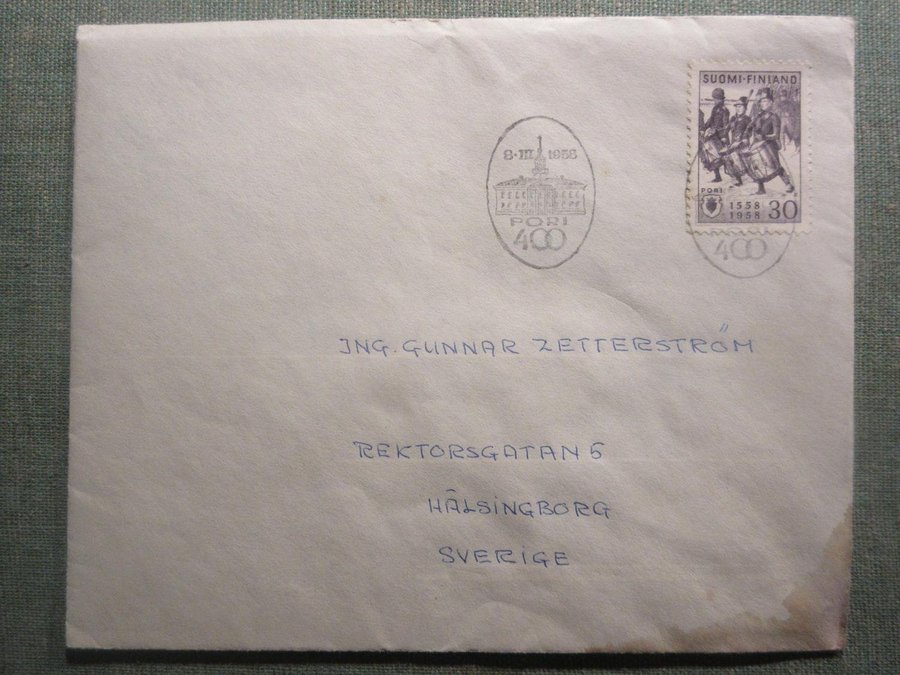 SUOMI-FINLAND
PORI
1558
1958
30
8·III 1958
PORI
400
400
ING. GUNNAR ZETTERSTRÖM
REKTORSGATAN 6
HÄLSINGBORG
SVERIGE